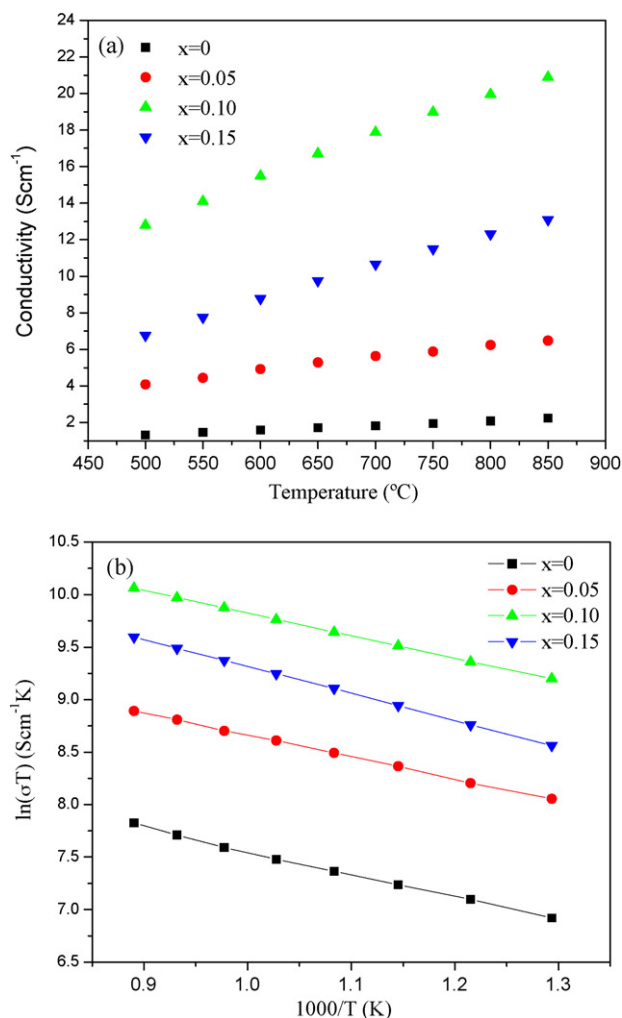 (a)
x=0
x=0.05
x=0.10
x=0.15
24
22
20
18
16
14
12
10
8
6
4
2
Conductivity (Scm⁻¹)
450 500 550 600 650 700 750 800 850 900
Temperature (ºC)
(b)
x=0
x=0.05
x=0.10
x=0.15
10.5
10.0
9.5
9.0
8.5
8.0
7.5
7.0
6.5
ln(σT) (Scm⁻¹K)
0.9 1.0 1.1 1.2 1.3
1000/T (K)